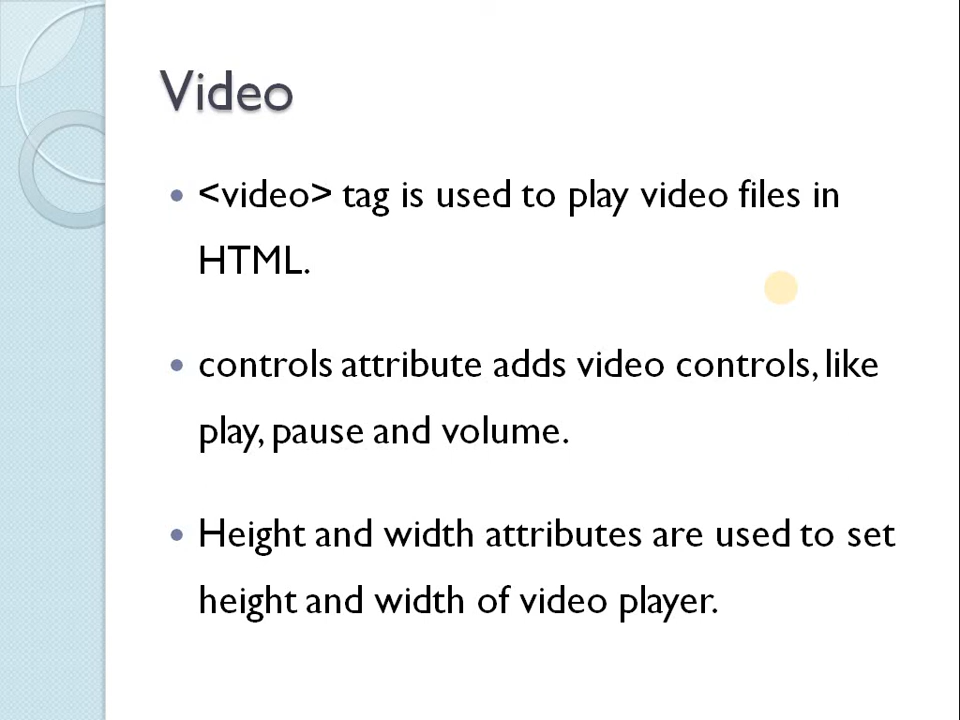 Video
• <video> tag is used to play video files in
HTML.
• controls attribute adds video controls, like
play, pause and volume.
• Height and width attributes are used to set
height and width of video player.